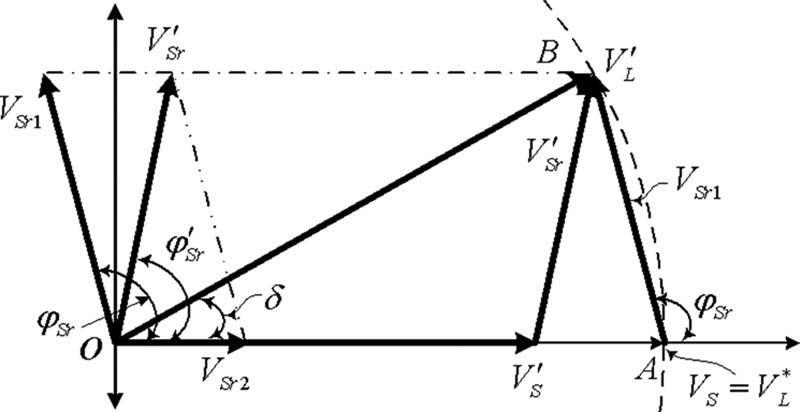 V'Sr
B
V'L
VSr1
V'Sr
VSr1
φ'Sr
δ
φSr
φSr
O
VSr2
V'S
A
VS = V*L